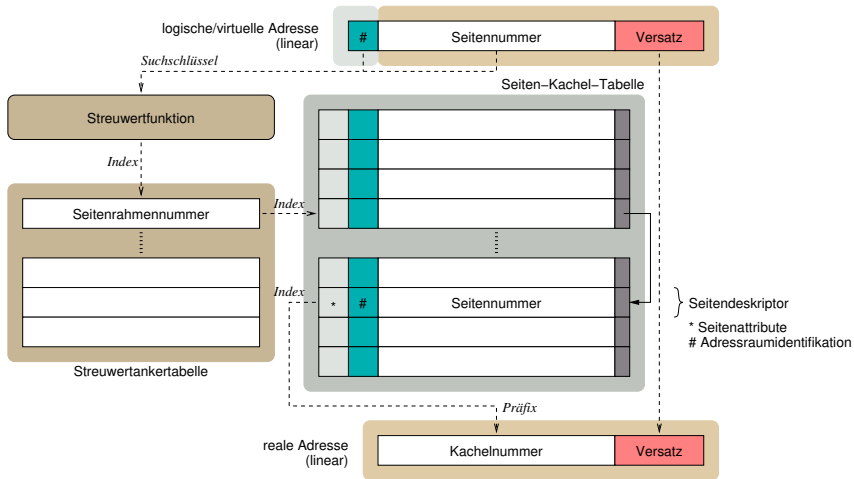 logische/virtuelle Adresse
(linear)
# Seitennummer Versatz
Suchschlüssel
Seiten−Kachel−Tabelle
Streuwertfunktion
Index
Seitenrahmennummer
Index
Index
* # Seitennummer
Seitendeskriptor
* Seitenattribute
# Adressraumidentifikation
Streuwertankertabelle
Präfix
reale Adresse
(linear)
Kachelnummer Versatz